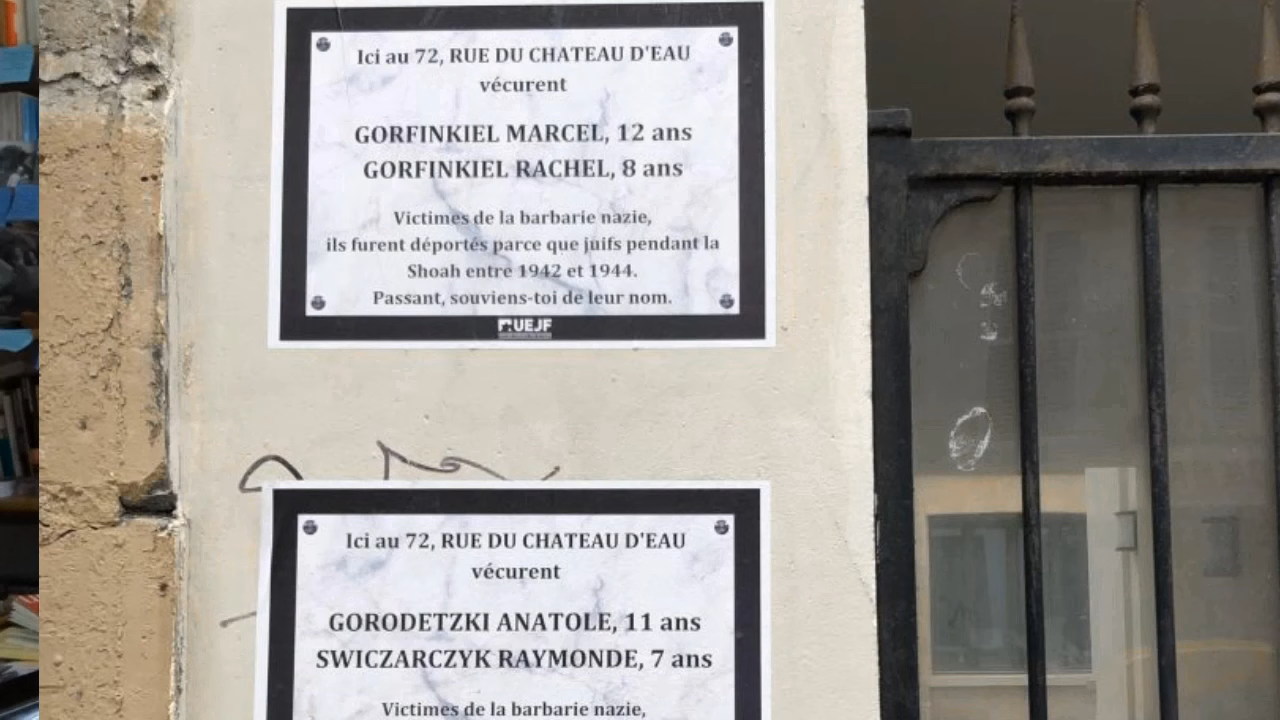 Ici au 72, RUE DU CHATEAU D'EAU
vécurent
GORFINKIEL MARCEL, 12 ans
GORFINKIEL RACHEL, 8 ans
Victimes de la barbarie nazie,
ils furent déportés parce que juifs pendant la
Shoah entre 1942 et 1944.
Passant, souviens-toi de leur nom.
UEJF
Ici au 72, RUE DU CHATEAU D'EAU
vécurent
GORODETZKI ANATOLE, 11 ans
SWICZARCZYK RAYMONDE, 7 ans
Victimes de la barbarie nazie,